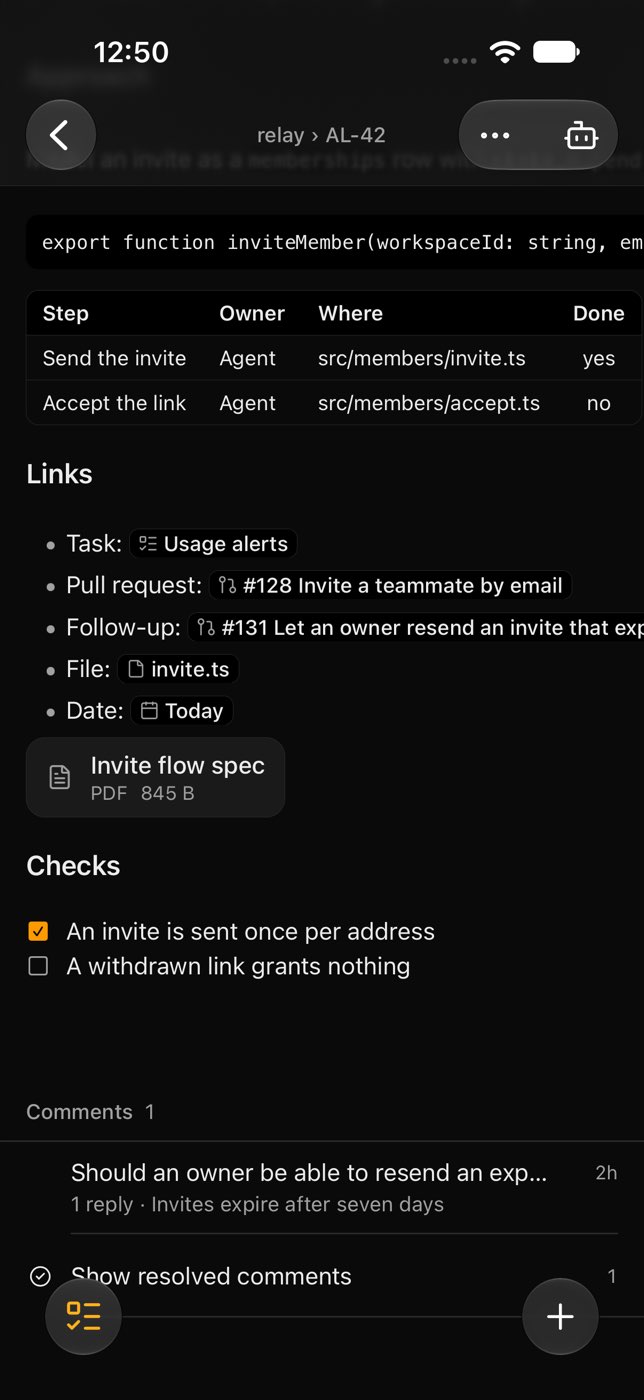 12:50
relay › AL-42
export function inviteMember(workspaceId: string, em
Step Owner Where Done
Send the invite Agent src/members/invite.ts yes
Accept the link Agent src/members/accept.ts no
Links
Task: Usage alerts
Pull request: #128 Invite a teammate by email
Follow-up: #131 Let an owner resend an invite that exp
File: invite.ts
Date: Today
Invite flow spec
PDF 845 B
Checks
An invite is sent once per address
A withdrawn link grants nothing
Comments 1
Should an owner be able to resend an exp... 2h
1 reply · Invites expire after seven days
Show resolved comments 1